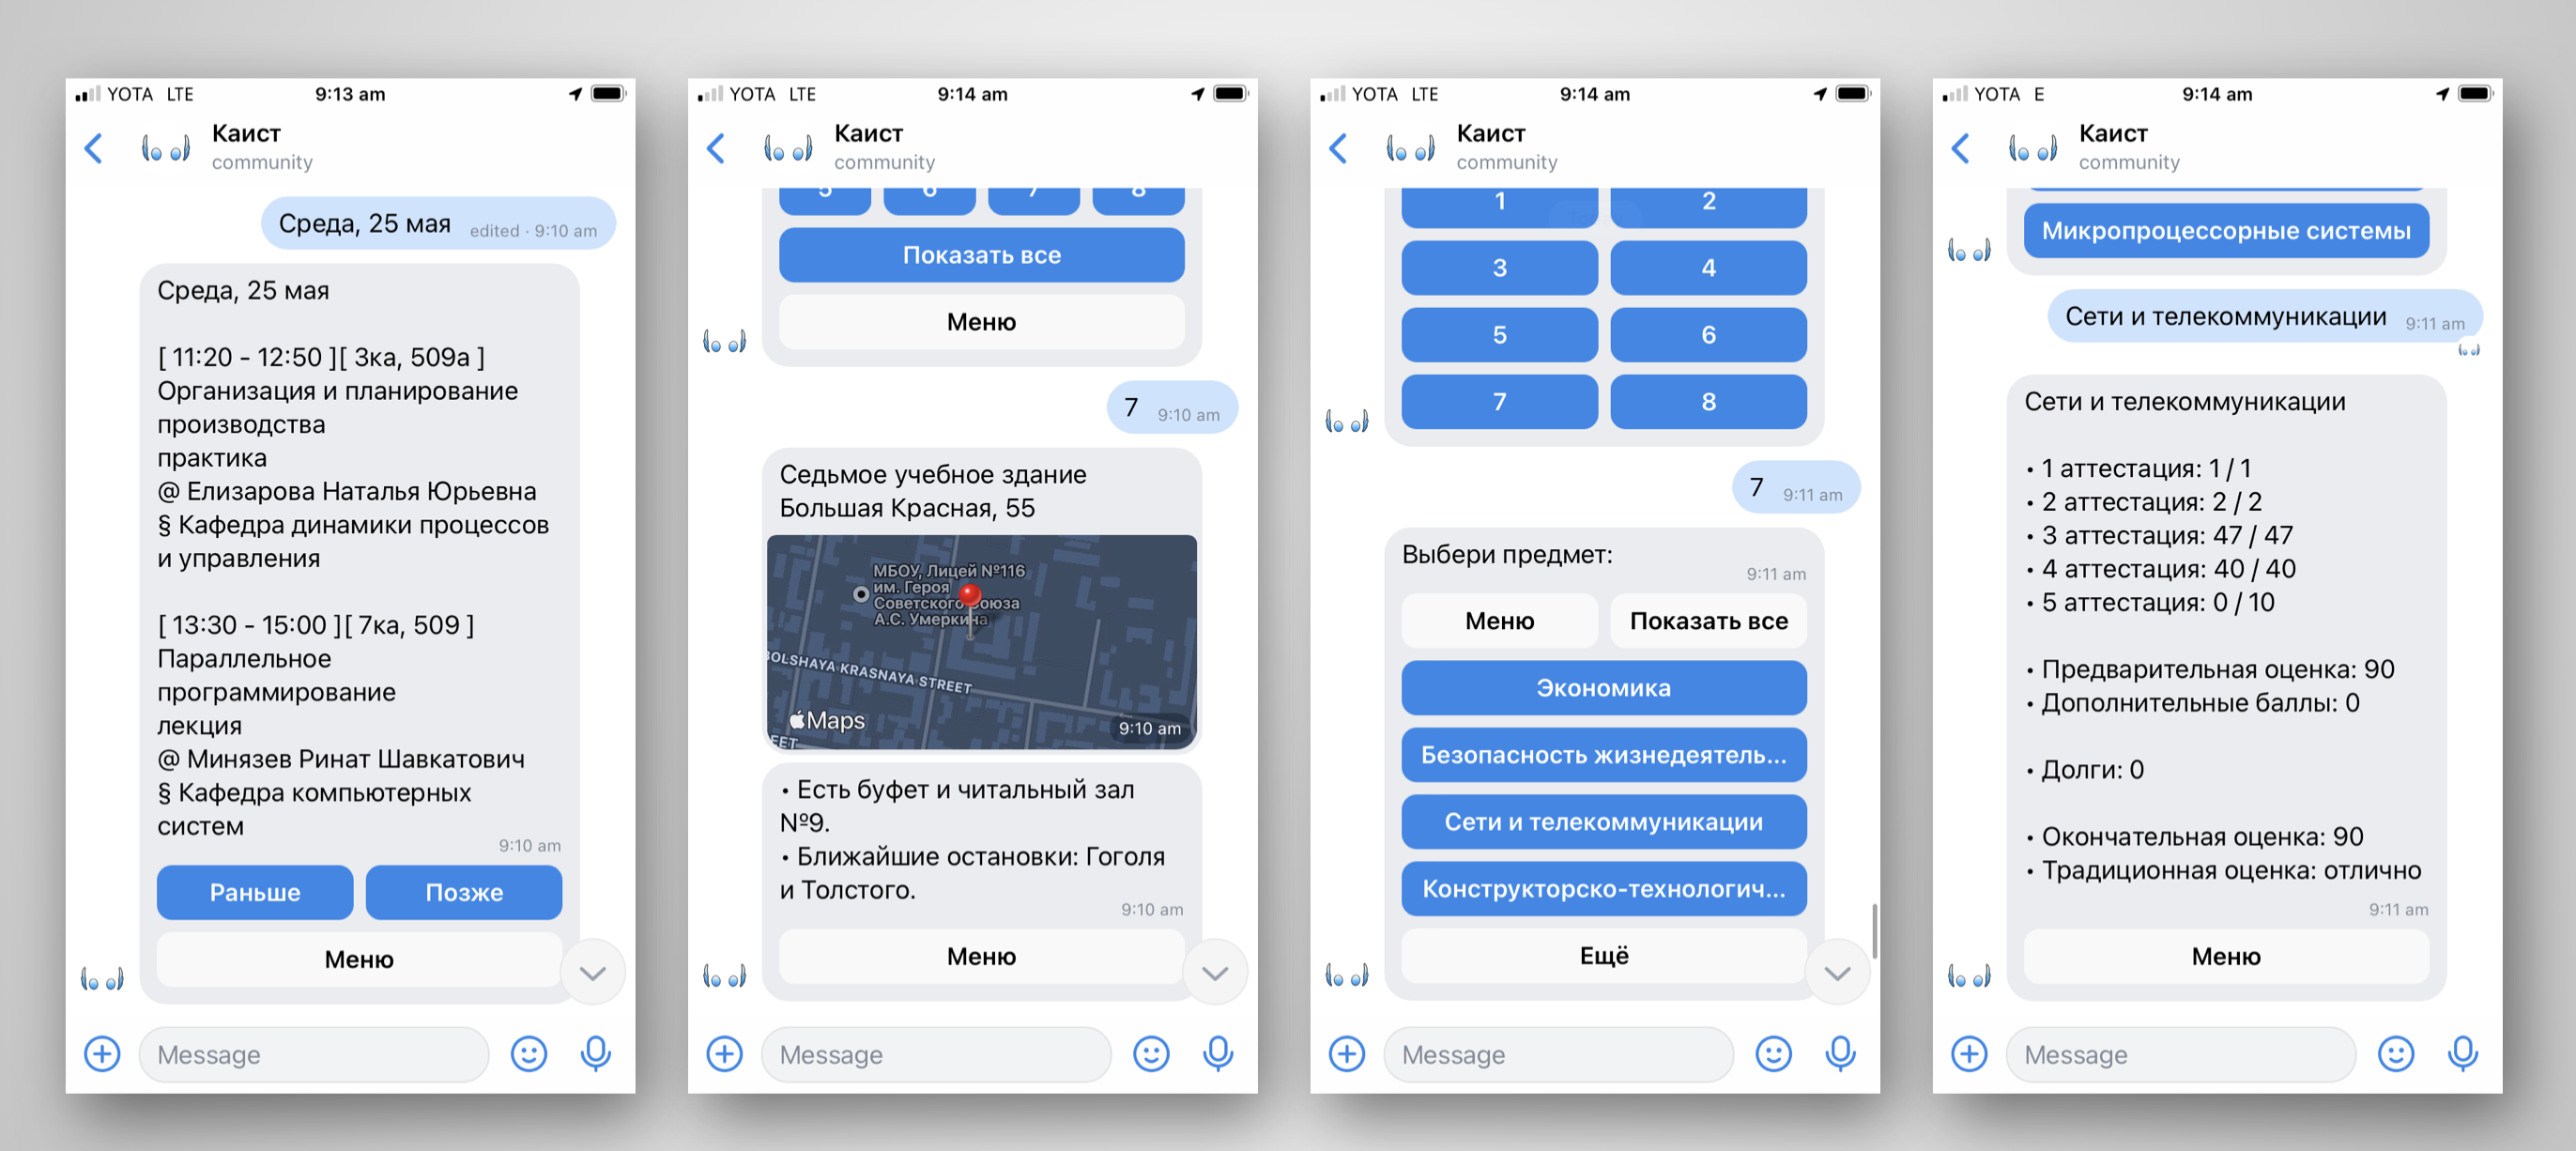 YOTA LTE 9:13 am
Каист
community
Среда, 25 мая edited · 9:10 am
Среда, 25 мая
[ 11:20 - 12:50 ][ 3ка, 509а ]
Организация и планирование
производства
практика
@ Елизарова Наталья Юрьевна
§ Кафедра динамики процессов
и управления
[ 13:30 - 15:00 ][ 7ка, 509 ]
Параллельное
программирование
лекция
@ Минязев Ринат Шавкатович
§ Кафедра компьютерных
систем
9:10 am
Раньше Позже
Меню
Message
YOTA LTE 9:14 am
Каист
community
5 6 7 8
Показать все
Меню
7 9:10 am
Седьмое учебное здание
Большая Красная, 55
МБОУ, Лицей №116
им. Героя
Советского Союза
А.С. Умеркина
BOLSHAYA KRASNAYA STREET
Maps
9:10 am
EET
• Есть буфет и читальный зал
№9.
• Ближайшие остановки: Гоголя
и Толстого.
9:10 am
Меню
Message
YOTA LTE 9:14 am
Каист
community
1 2
3 4
5 6
7 8
7 9:11 am
Выбери предмет:
9:11 am
Меню Показать все
Экономика
Безопасность жизнедеятель...
Сети и телекоммуникации
Конструкторско-технологич...
Ещё
Message
YOTA E 9:14 am
Каист
community
Микропроцессорные системы
Сети и телекоммуникации 9:11 am
Сети и телекоммуникации
• 1 аттестация: 1 / 1
• 2 аттестация: 2 / 2
• 3 аттестация: 47 / 47
• 4 аттестация: 40 / 40
• 5 аттестация: 0 / 10
• Предварительная оценка: 90
• Дополнительные баллы: 0
• Долги: 0
• Окончательная оценка: 90
• Традиционная оценка: отлично
9:11 am
Меню
Message